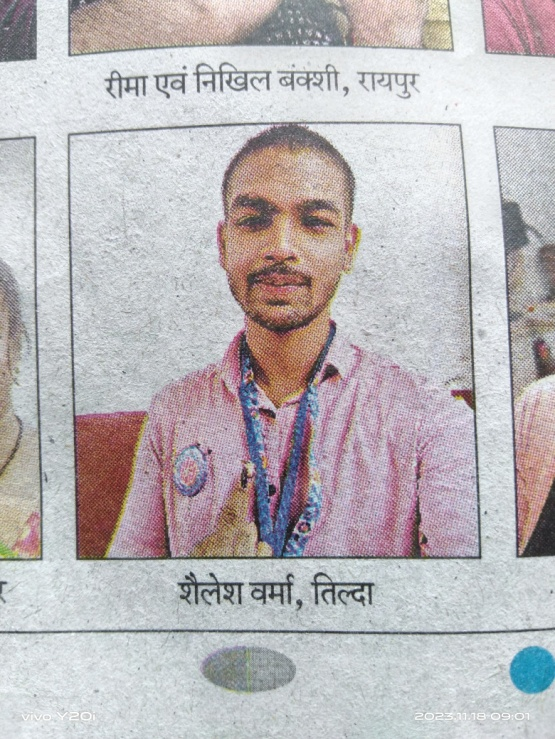 रीमा एवं निखिल बंक्शी, रायपुर
र
शैलेश वर्मा, तिल्दा
vivo Y20i
2023.11.18 09:01